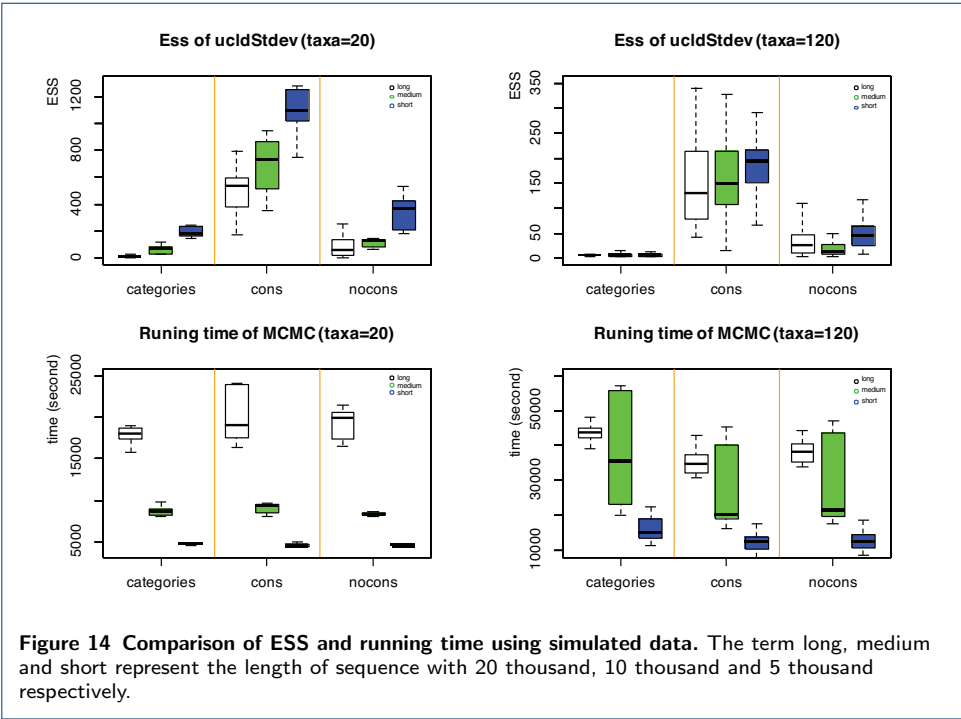 Ess of ucldStdev (taxa=20)
ESS
1200
800
400
0
long
medium
short
categories cons nocons
Ess of ucldStdev (taxa=120)
ESS
350
250
150
50
0
long
medium
short
categories cons nocons
Runing time of MCMC (taxa=20)
time (second)
25000
15000
5000
long
medium
short
categories cons nocons
Runing time of MCMC (taxa=120)
time (second)
50000
30000
10000
long
medium
short
categories cons nocons
Figure 14 Comparison of ESS and running time using simulated data. The term long, medium
and short represent the length of sequence with 20 thousand, 10 thousand and 5 thousand
respectively.